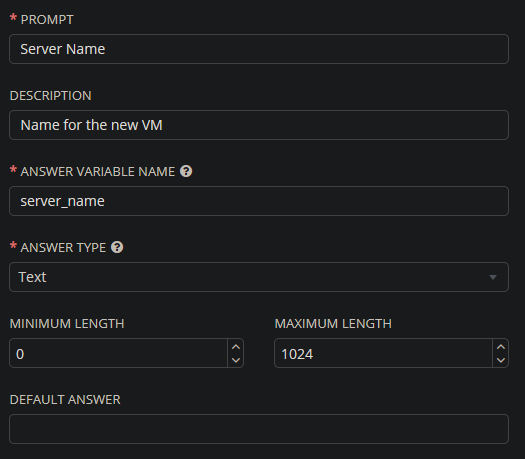 * PROMPT
Server Name
DESCRIPTION
Name for the new VM
* ANSWER VARIABLE NAME ?
server_name
* ANSWER TYPE ?
Text
MINIMUM LENGTH MAXIMUM LENGTH
0 1024
DEFAULT ANSWER